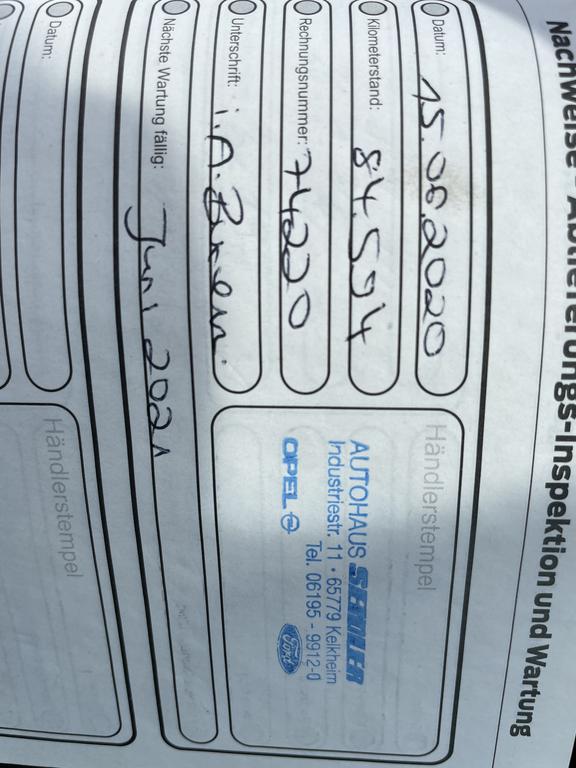 Nachweise - Ablieferungs-Inspektion und Wartung
Datum: 15.06.2020
Kilometerstand: 84.594
Rechnungsnummer: 74220
Unterschrift: i.A.
Nächste Wartung fällig: Juni 2021
Händlerstempel
AUTOHAUS
Industriestr. 11 • 65779 Kelkheim
Tel. 06195 - 9912-0
OPEL Ford
Datum:
Händlerstempel